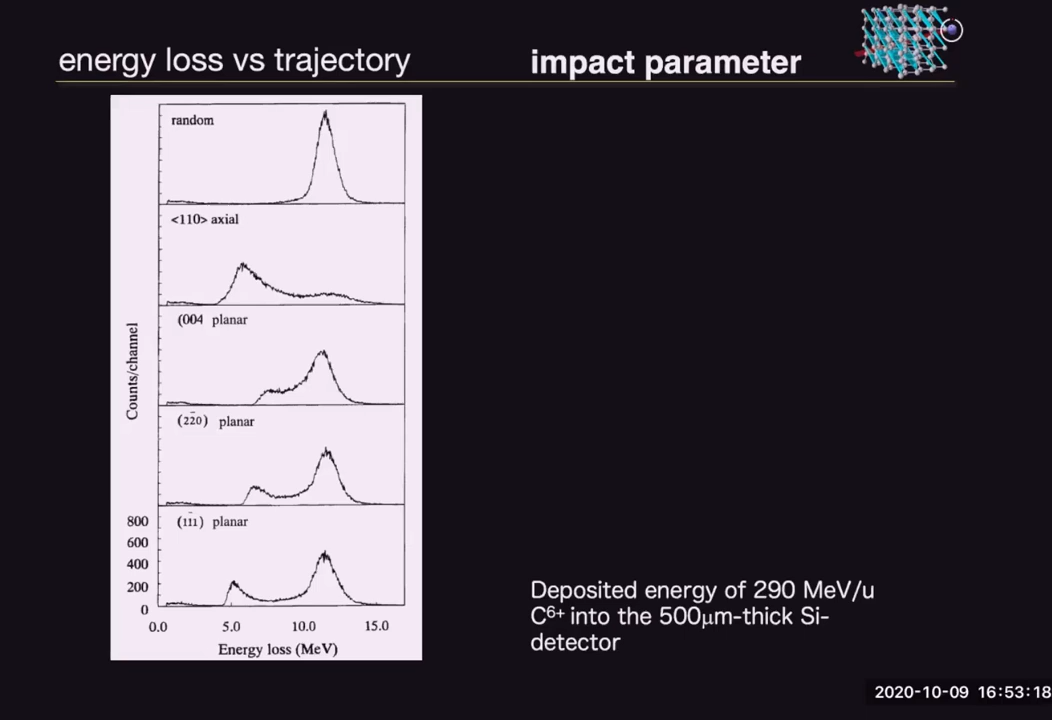 energy loss vs trajectory
impact parameter
random
<110> axial
(004 planar
(2̄20) planar
(11̄1) planar
Counts/channel
800
600
400
200
0
0.0 5.0 10.0 15.0
Energy loss (MeV)
Deposited energy of 290 MeV/u
C⁶⁺ into the 500μm-thick Si-
detector
2020-10-09 16:53:18